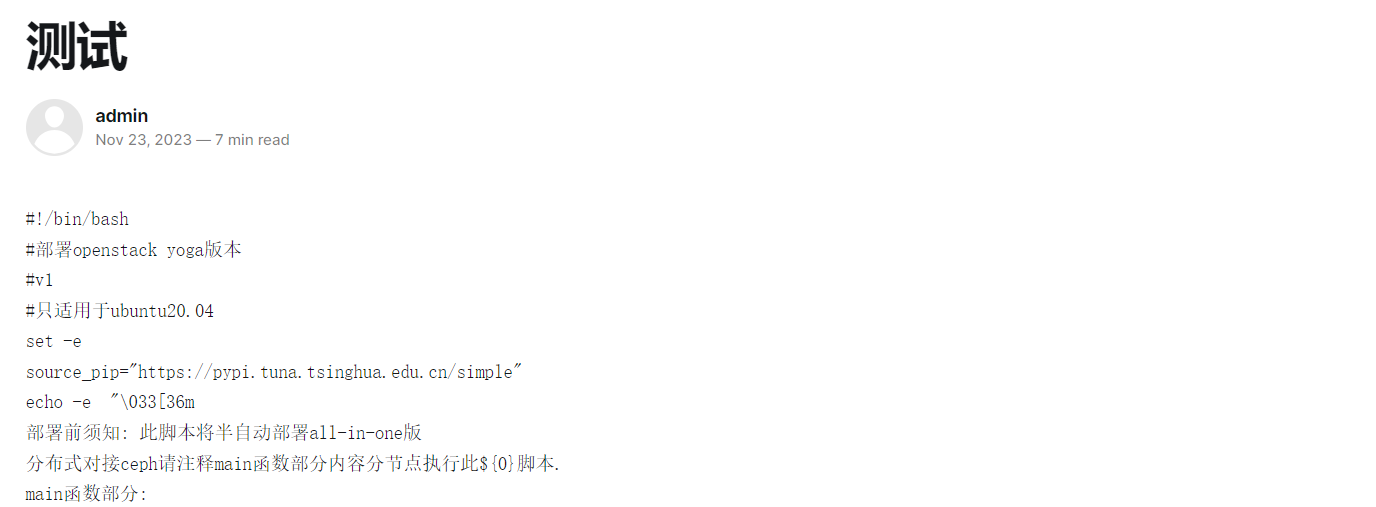 测试
admin
Nov 23, 2023 — 7 min read
#!/bin/bash
#部署openstack yoga版本
#v1
#只适用于ubuntu20.04
set -e
source_pip="https://pypi.tuna.tsinghua.edu.cn/simple"
echo -e  "\033[36m
部署前须知: 此脚本将半自动部署all-in-one版
分布式对接ceph请注释main函数部分内容分节点执行此${0}脚本.
main函数部分: